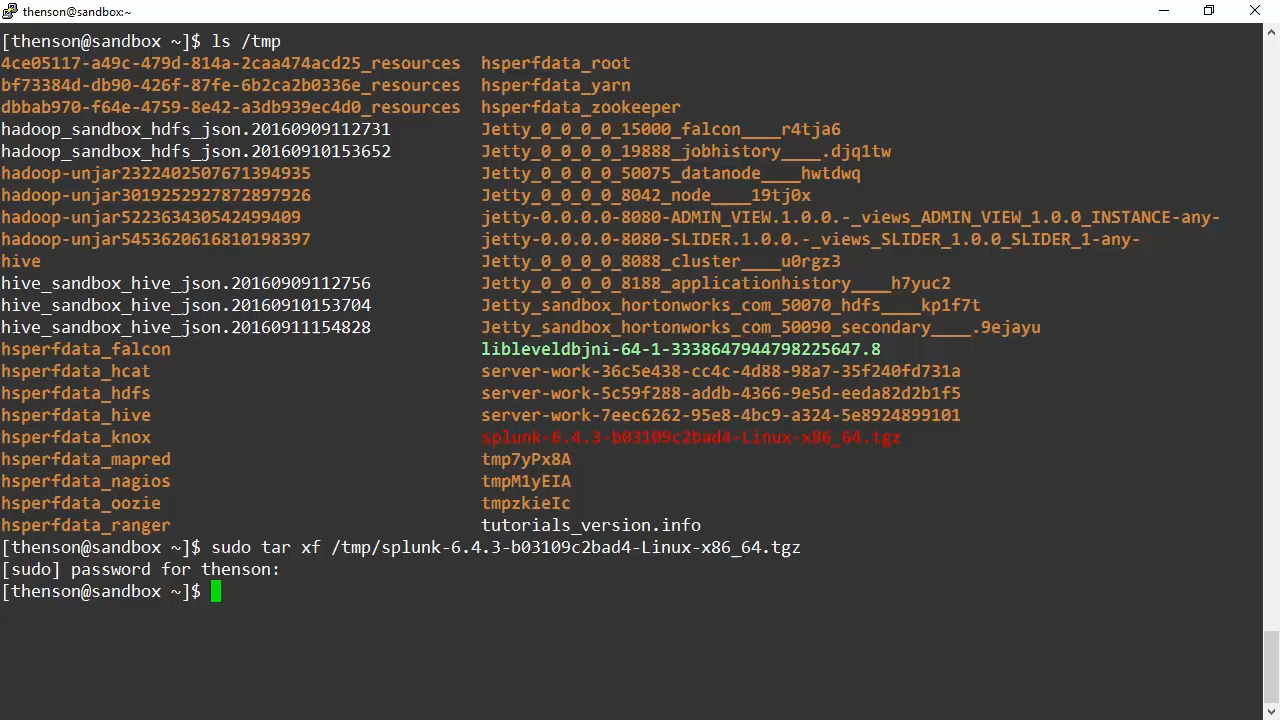 thenson@sandbox:~
[thenson@sandbox ~]$ ls /tmp
4ce05117-a49c-479d-814a-2caa474acd25_resources  hsperfdata_root
bf73384d-db90-426f-87fe-6b2ca2b0336e_resources  hsperfdata_yarn
dbbab970-f64e-4759-8e42-a3db939ec4d0_resources  hsperfdata_zookeeper
hadoop_sandbox_hdfs_json.20160909112731         Jetty_0_0_0_0_15000_falcon____r4tja6
hadoop_sandbox_hdfs_json.20160910153652         Jetty_0_0_0_0_19888_jobhistory____.djq1tw
hadoop-unjar2322402507671394935                 Jetty_0_0_0_0_50075_datanode____hwtdwq
hadoop-unjar3019252927872897926                 Jetty_0_0_0_0_8042_node____19tj0x
hadoop-unjar522363430542499409                  jetty-0.0.0.0-8080-ADMIN_VIEW.1.0.0.-_views_ADMIN_VIEW_1.0.0_INSTANCE-any-
hadoop-unjar5453620616810198397                 jetty-0.0.0.0-8080-SLIDER.1.0.0.-_views_SLIDER_1.0.0_SLIDER_1-any-
hive                                            Jetty_0_0_0_0_8088_cluster____u0rgz3
hive_sandbox_hive_json.20160909112756           Jetty_0_0_0_0_8188_applicationhistory____h7yuc2
hive_sandbox_hive_json.20160910153704           Jetty_sandbox_hortonworks_com_50070_hdfs____kp1f7t
hive_sandbox_hive_json.20160911154828           Jetty_sandbox_hortonworks_com_50090_secondary____.9ejayu
hsperfdata_falcon                               libleveldbjni-64-1-3338647944798225647.8
hsperfdata_hcat                                 server-work-36c5e438-cc4c-4d88-98a7-35f240fd731a
hsperfdata_hdfs                                 server-work-5c59f288-addb-4366-9e5d-eeda82d2b1f5
hsperfdata_hive                                 server-work-7eec6262-95e8-4bc9-a324-5e8924899101
hsperfdata_knox                                 splunk-6.4.3-b03109c2bad4-Linux-x86_64.tgz
hsperfdata_mapred                               tmp7yPx8A
hsperfdata_nagios                               tmpM1yEIA
hsperfdata_oozie                                tmpzkieIc
hsperfdata_ranger                               tutorials_version.info
[thenson@sandbox ~]$ sudo tar xf /tmp/splunk-6.4.3-b03109c2bad4-Linux-x86_64.tgz
[sudo] password for thenson:
[thenson@sandbox ~]$